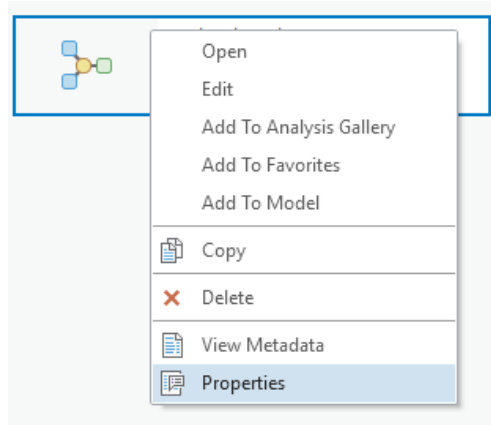 Open
Edit
Add To Analysis Gallery
Add To Favorites
Add To Model
Copy
Delete
View Metadata
Properties